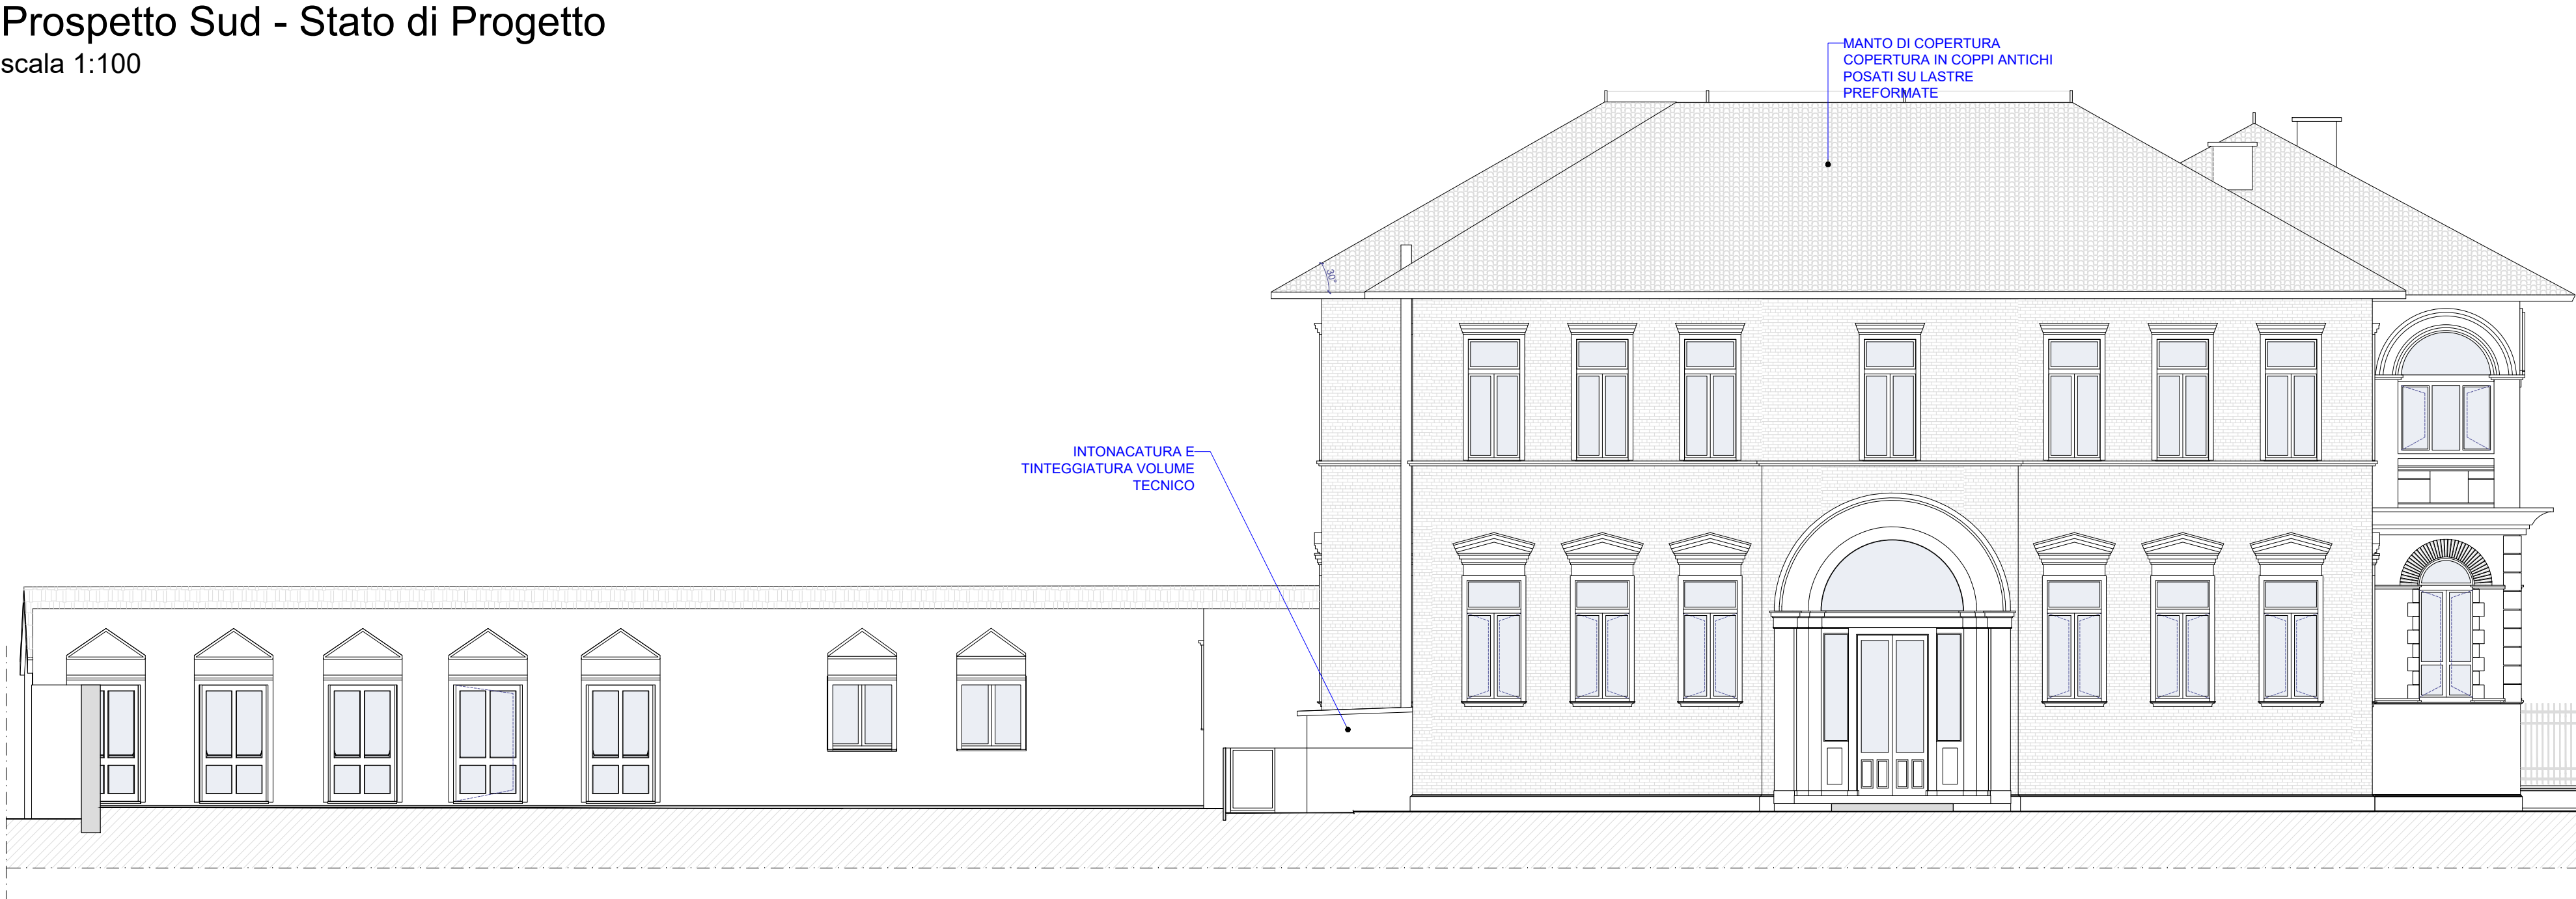 Prospetto Sud - Stato di Progetto
scala 1:100
MANTO DI COPERTURA
COPERTURA IN COPPI ANTICHI
POSATI SU LASTRE
PREFORMATE
30°
INTONACATURA E
TINTEGGIATURA VOLUME
TECNICO